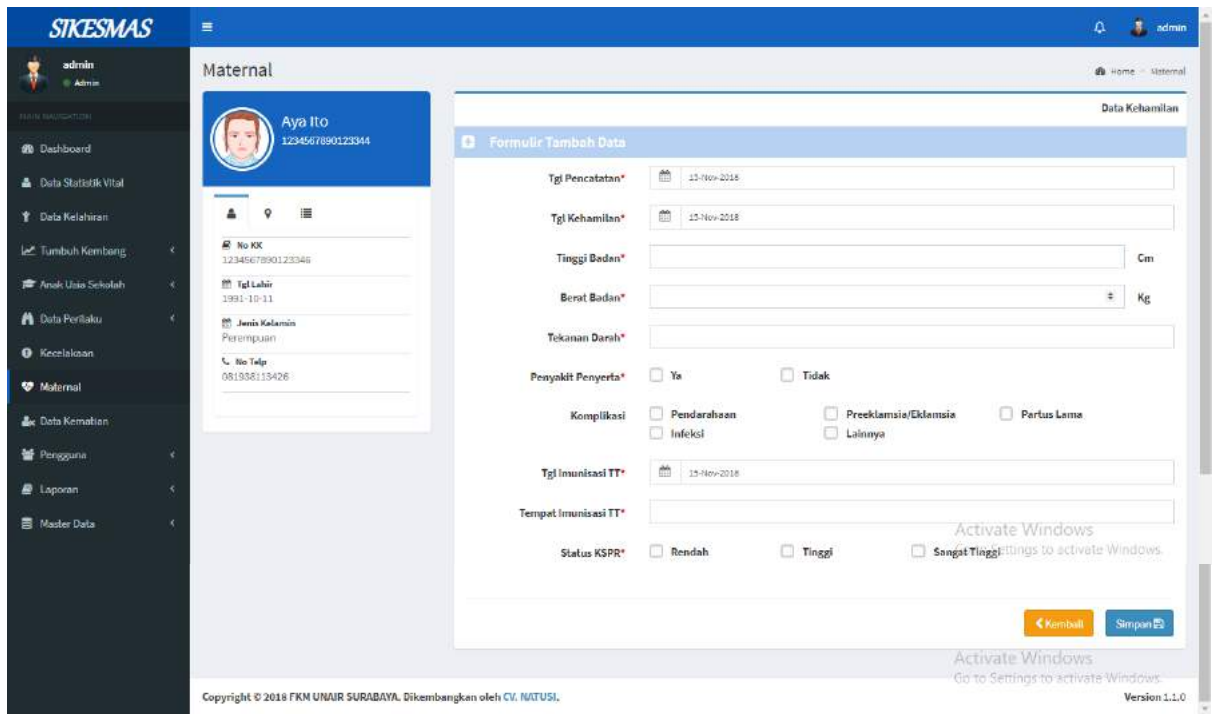 SIKESMAS
admin
admin
Admin
Maternal
Home > Maternal
MAIN NAVIGATION
Dashboard
Data Statistik Vital
Data Kelahiran
Tumbuh Kembang
Anak Usia Sekolah
Data Perilaku
Kecelakaan
Maternal
Data Kematian
Pengguna
Laporan
Master Data
Aya Ito
1234567890123344
No KK
1234567890123346
Tgl Lahir
1991-10-11
Jenis Kelamin
Perempuan
No Telp
081938113426
Data Kehamilan
Formulir Tambah Data
Tgl Pencatatan* 15-Nov-2018
Tgl Kehamilan* 15-Nov-2018
Tinggi Badan* Cm
Berat Badan* Kg
Tekanan Darah*
Penyakit Penyerta* Ya Tidak
Komplikasi Pendarahaan Preeklamsia/Eklamsia Partus Lama
Infeksi Lainnya
Tgl Imunisasi TT* 15-Nov-2018
Tempat Imunisasi TT*
Status KSPR* Rendah Tinggi Sangat Tinggi
Activate Windows
Go to Settings to activate Windows.
Kembali Simpan
Activate Windows
Go to Settings to activate Windows.
Copyright © 2018 FKM UNAIR SURABAYA. Dikembangkan oleh CV. NATUSI.
Version 1.1.0